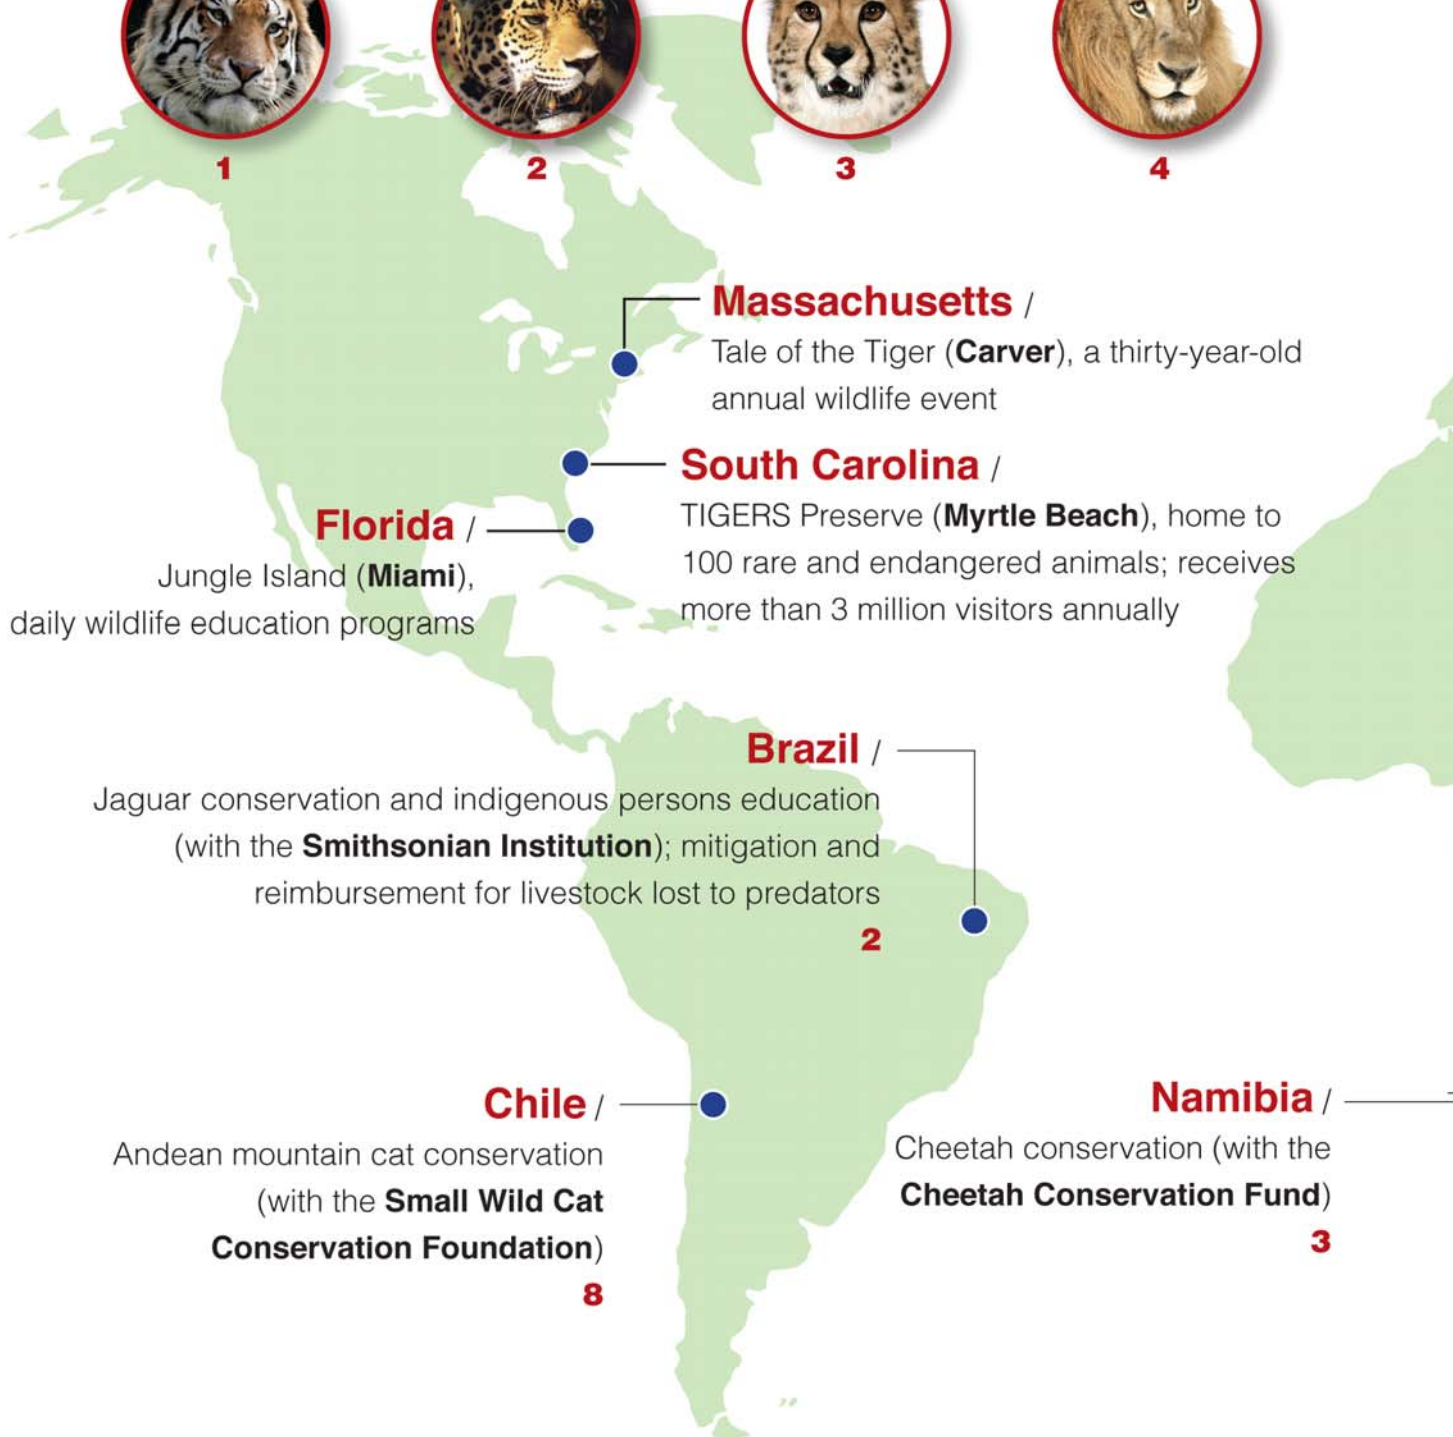 1
2
3
4
Massachusetts /
Tale of the Tiger (Carver), a thirty-year-old
annual wildlife event
South Carolina /
TIGERS Preserve (Myrtle Beach), home to
100 rare and endangered animals; receives
more than 3 million visitors annually
Florida /
Jungle Island (Miami),
daily wildlife education programs
Brazil /
Jaguar conservation and indigenous persons education
(with the Smithsonian Institution); mitigation and
reimbursement for livestock lost to predators
2
Chile /
Andean mountain cat conservation
(with the Small Wild Cat
Conservation Foundation)
8
Namibia /
Cheetah conservation (with the
Cheetah Conservation Fund)
3